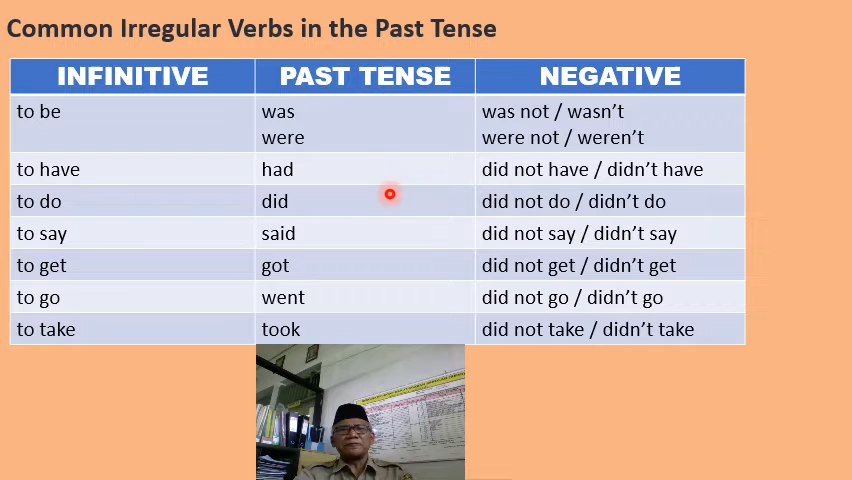 Common Irregular Verbs in the Past Tense
INFINITIVE PAST TENSE NEGATIVE
to be was was not / wasn't
were were not / weren't
to have had did not have / didn't have
to do did did not do / didn't do
to say said did not say / didn't say
to get got did not get / didn't get
to go went did not go / didn't go
to take took did not take / didn't take